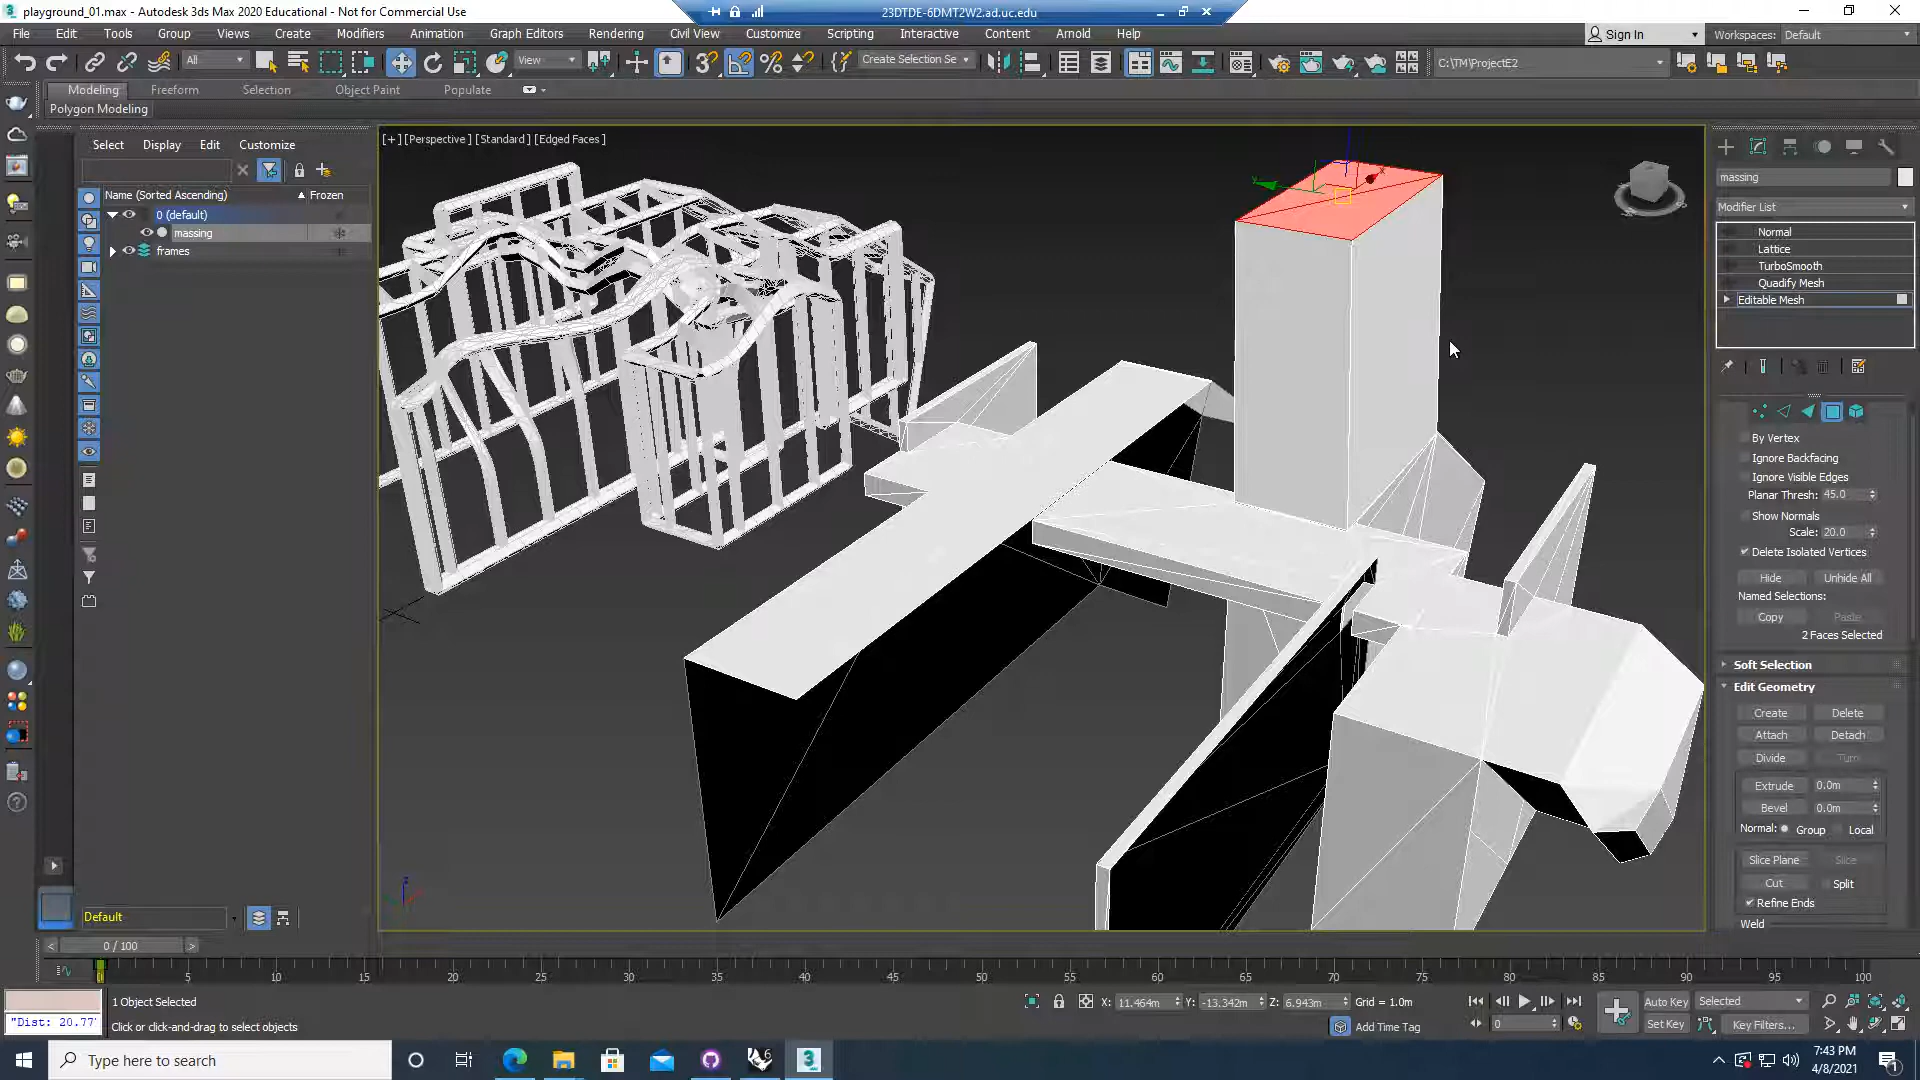 playground_01.max - Autodesk 3ds Max 2020 Educational - Not for Commercial Use
23DTDE-6DMT2W2.ad.uc.edu
File Edit Tools Group Views Create Modifiers Animation Graph Editors Rendering Civil View Customize Scripting Interactive Content Arnold Help
Sign In Workspaces: Default
All View Create Selection Se C:\TM\ProjectE2
Modeling Freeform Selection Object Paint Populate
Polygon Modeling
Select Display Edit Customize
Name (Sorted Ascending) Frozen
0 (default)
massing
frames
[+] [Perspective] [Standard] [Edged Faces]
massing
Modifier List
Normal
Lattice
TurboSmooth
Quadify Mesh
Editable Mesh
By Vertex
Ignore Backfacing
Ignore Visible Edges
Planar Thresh: 45.0
Show Normals
Scale: 20.0
Delete Isolated Vertices
Hide Unhide All
Named Selections:
Copy Paste
2 Faces Selected
Soft Selection
Edit Geometry
Create Delete
Attach Detach
Divide Turn
Extrude 0.0m
Bevel 0.0m
Normal: Group Local
Slice Plane Slice
Cut Split
Refine Ends
Weld
Default
0 / 100
0 5 10 15 20 25 30 35 40 45 50 55 60 65 70 75 80 85 90 95 100
1 Object Selected
X: 11.464m Y: -13.342m Z: 6.943m Grid = 1.0m
Auto Key Selected
"Dist: 20.77
Click or click-and-drag to select objects
Add Time Tag
0
Set Key Key Filters...
Type here to search
7:43 PM
4/8/2021